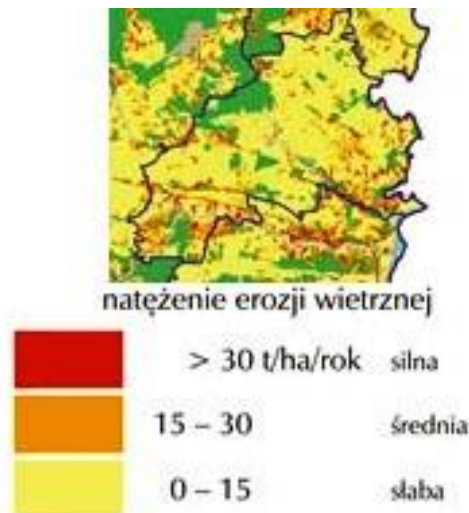 natężenie erozji wietrznej
> 30 t/ha/rok silna
15 – 30 średnia
0 – 15 słaba